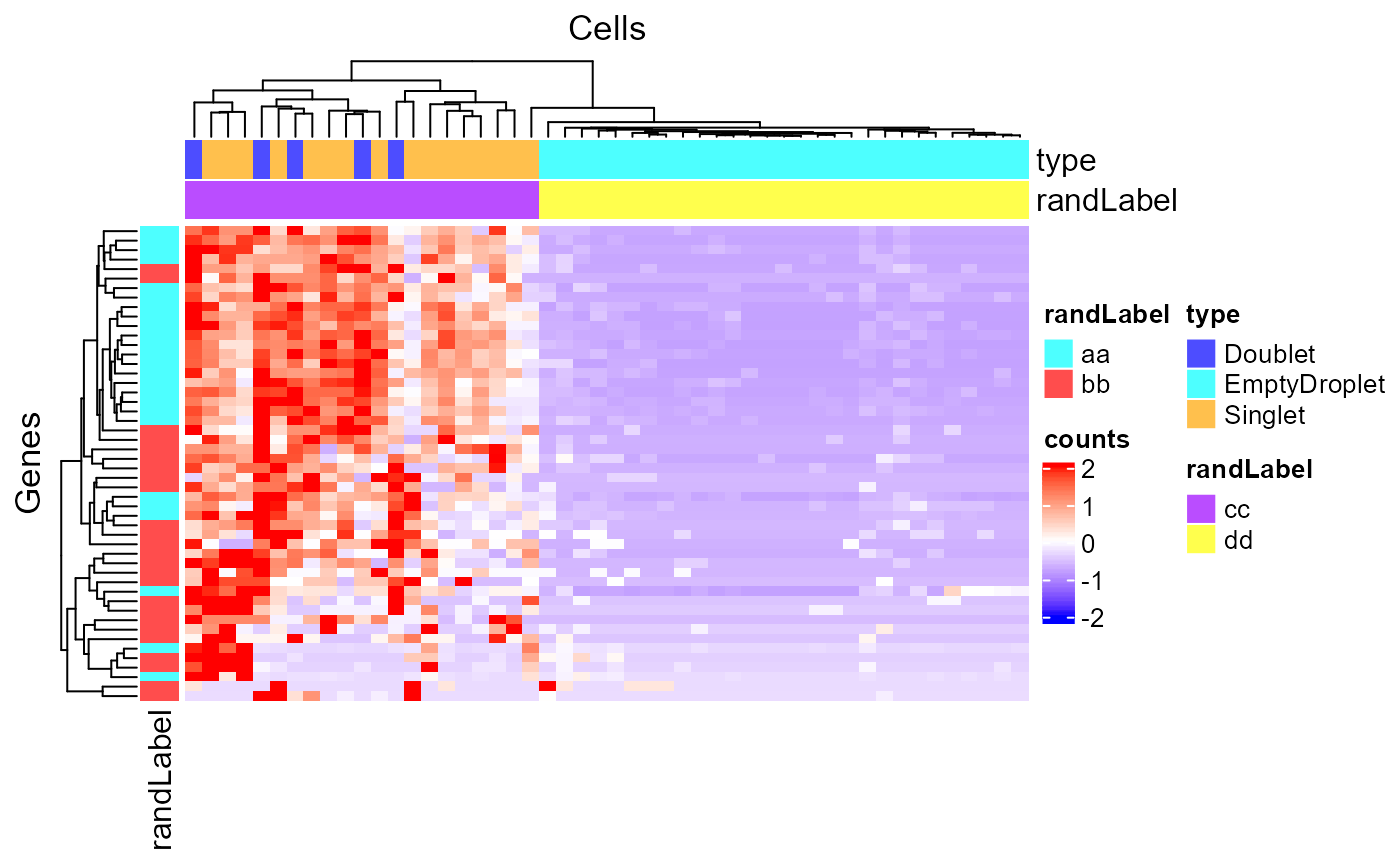 Cells
type
randLabel
Genes
randLabel
randLabel
aa
bb
counts
2
1
0
-1
-2
type
Doublet
EmptyDroplet
Singlet
randLabel
cc
dd